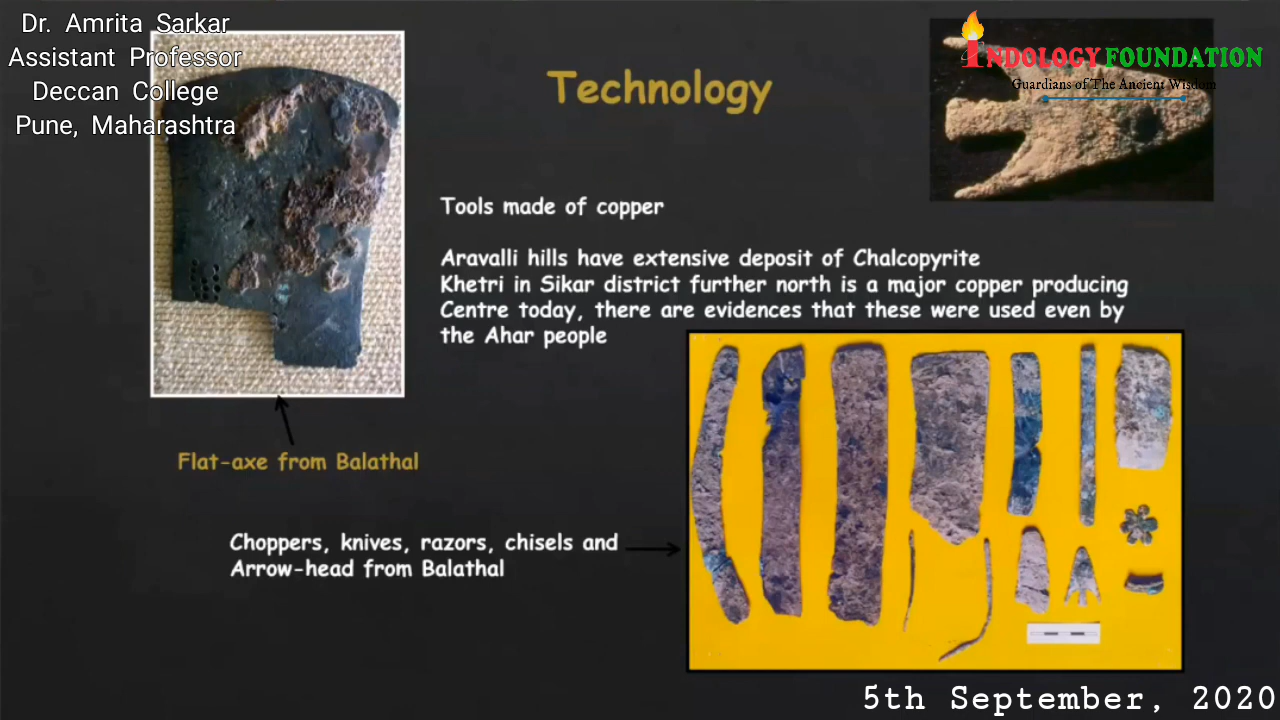 Dr. Amrita Sarkar
Assistant Professor
Deccan College
Pune, Maharashtra
INDOLOGY FOUNDATION
Guardians of The Ancient Wisdom
Technology
Tools made of copper
Aravalli hills have extensive deposit of Chalcopyrite
Khetri in Sikar district further north is a major copper producing
Centre today, there are evidences that these were used even by
the Ahar people
Flat-axe from Balathal
Choppers, knives, razors, chisels and
Arrow-head from Balathal
5th September, 2020